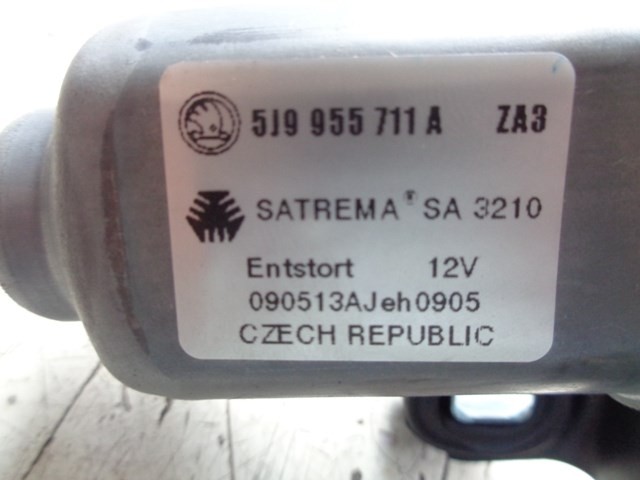 5J9 955 711 A ZA3
SATREMA® SA 3210
Entstort 12V
090513AJeh0905
CZECH REPUBLIC